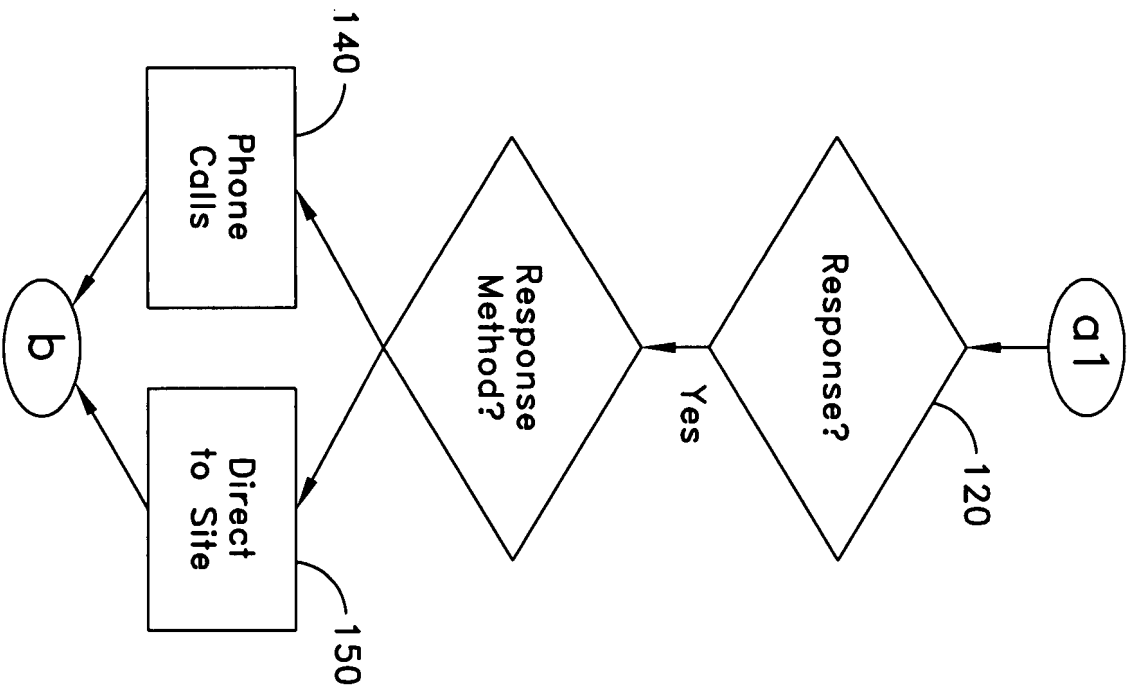 a1
120
Response?
Yes
Response
Method?
140
Phone
Calls
150
Direct
to Site
b